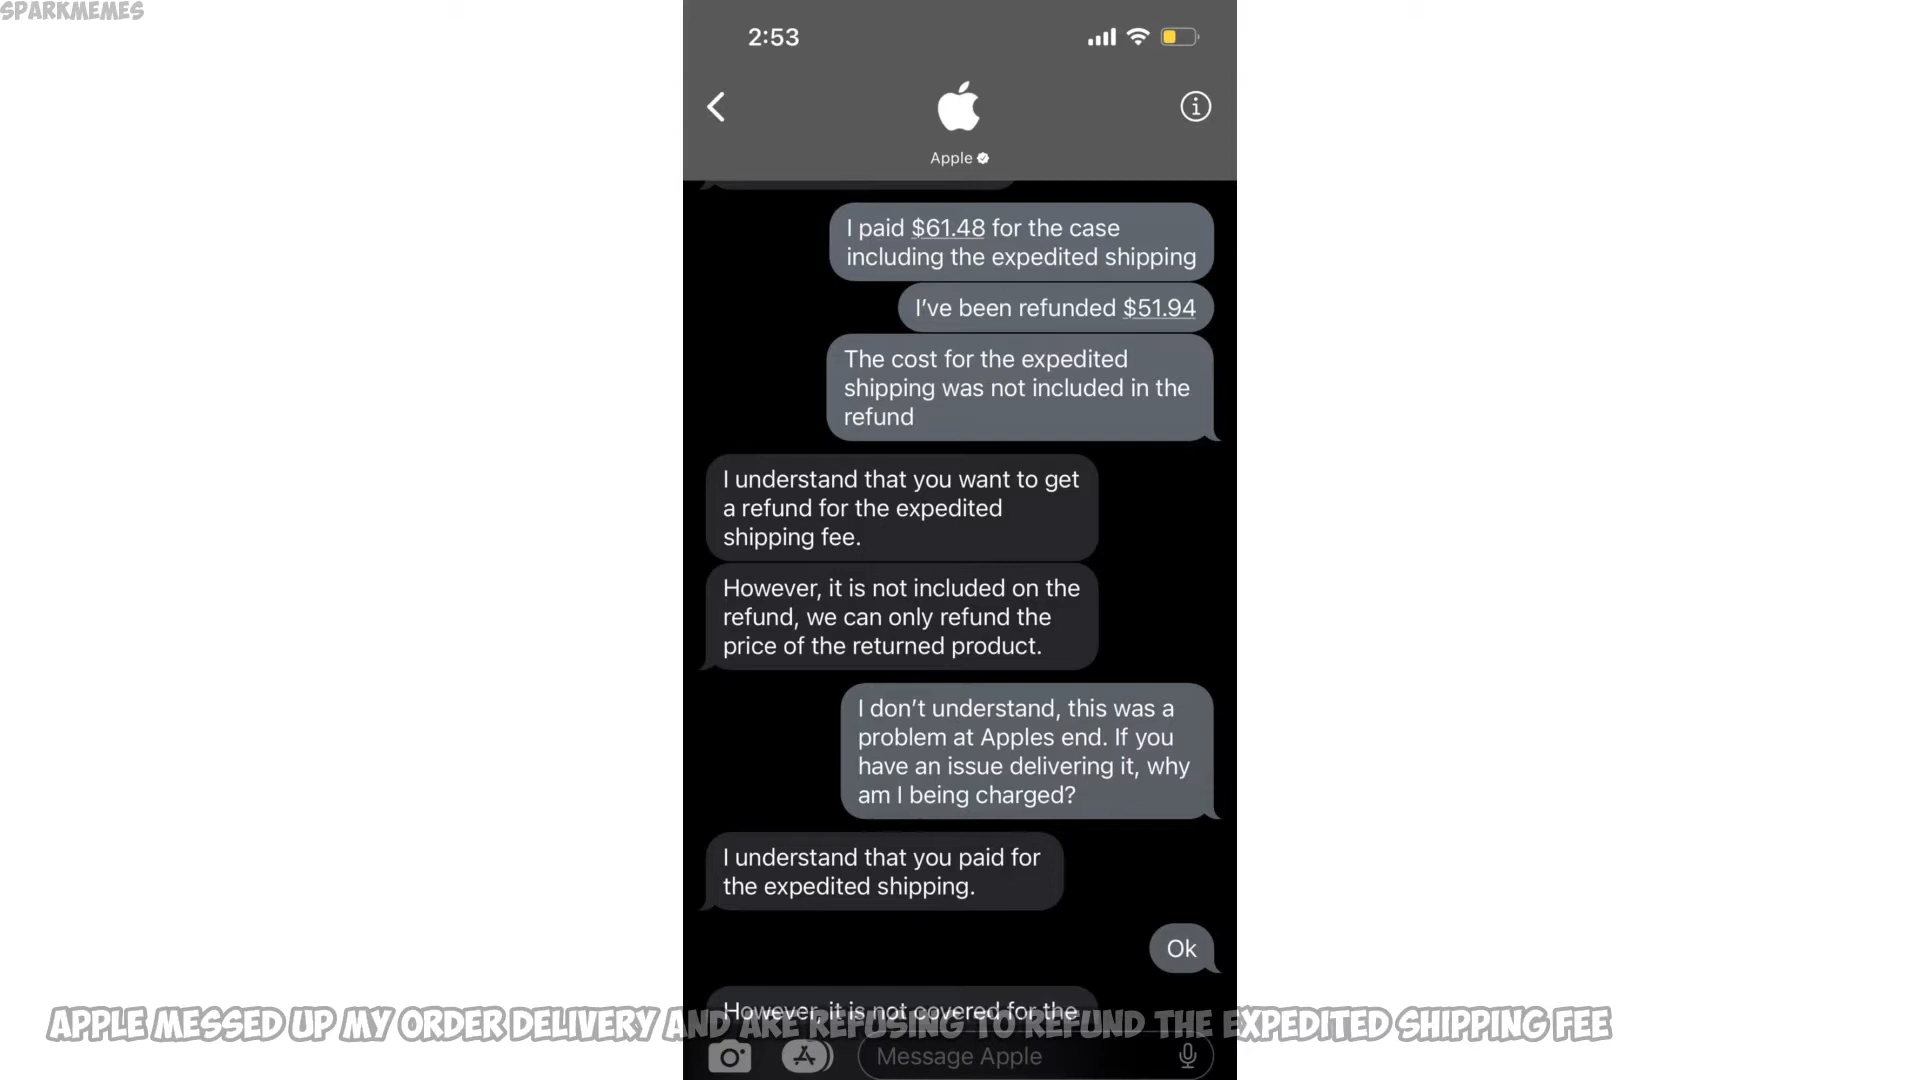 SPARKMEMES
2:53
Apple
I paid $61.48 for the case
including the expedited shipping
I've been refunded $51.94
The cost for the expedited
shipping was not included in the
refund
I understand that you want to get
a refund for the expedited
shipping fee.
However, it is not included on the
refund, we can only refund the
price of the returned product.
I don't understand, this was a
problem at Apples end. If you
have an issue delivering it, why
am I being charged?
I understand that you paid for
the expedited shipping.
Ok
However, it is not covered for the
APPLE MESSED UP MY ORDER DELIVERY AND ARE REFUSING TO REFUND THE EXPEDITED SHIPPING FEE
Message Apple